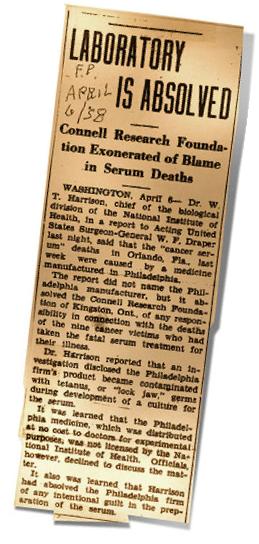 LABORATORY
F.P.
APRIL
6/38
IS ABSOLVED
Connell Research Founda-
tion Exonerated of Blame
in Serum Deaths
WASHINGTON, April 6— Dr. W.
T. Harrison, chief of the biological
division of the National Institute of
Health, in a report to Acting United
States Surgeon-General W. F. Draper
last night, said that the "cancer ser-
um" deaths in Orlando, Fla., last
week were caused by a medicine
manufactured in Philadelphia.
The report did not name the Phil-
adelphia manufacturer, but it ab-
solved the Connell Research Founda-
tion of Kingston, Ont., of any respon-
sibility in connection with the deaths
of the nine cancer victims who had
taken the fatal serum treatment for
their illness.
Dr. Harrison reported that an in-
vestigation disclosed the Philadelphia
firm's product became contaminated
with tetanus, or "lock jaw," germs
during development of a culture for
the serum.
It was learned that the Philadel-
phia medicine, which was distributed
at no cost to doctors for experimental
purposes, was not licensed by the Na-
tional Institute of Health. Officials,
however, declined to discuss the mat-
ter.
It also was learned that Harrison
had absolved the Philadelphia firm
of any intentional guilt in the prep-
aration of the serum.